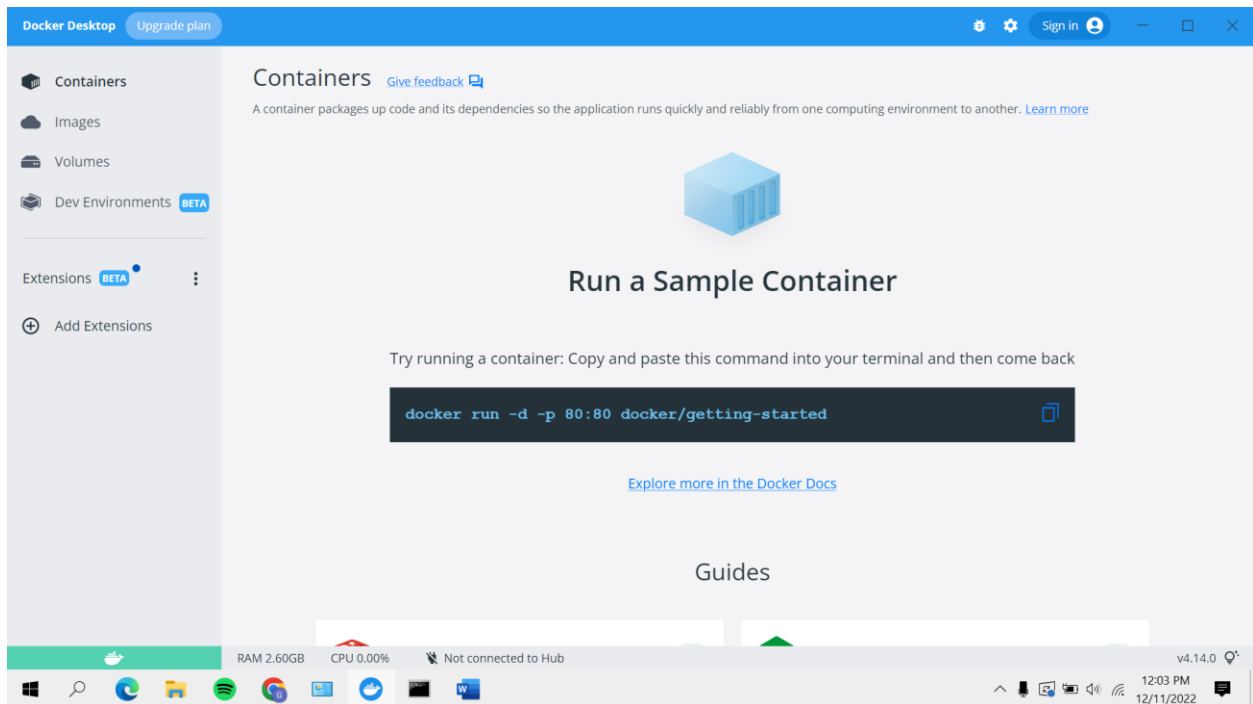 Docker Desktop Upgrade plan Sign in
Containers
Images
Volumes
Dev Environments BETA
Extensions BETA
Add Extensions
Containers Give feedback
A container packages up code and its dependencies so the application runs quickly and reliably from one computing environment to another. Learn more
Run a Sample Container
Try running a container: Copy and paste this command into your terminal and then come back
docker run -d -p 80:80 docker/getting-started
Explore more in the Docker Docs
Guides
RAM 2.60GB CPU 0.00% Not connected to Hub v4.14.0
12:03 PM
12/11/2022